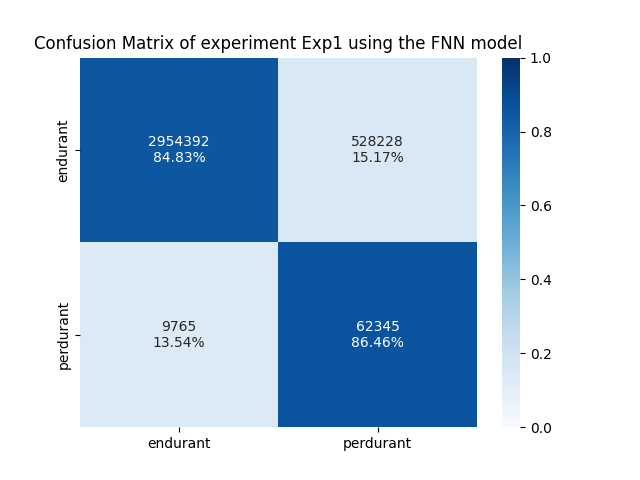 Confusion Matrix of experiment Exp1 using the FNN model
endurant
2954392
84.83%
528228
15.17%
perdurant
9765
13.54%
62345
86.46%
endurant
perdurant
1.0
0.8
0.6
0.4
0.2
0.0